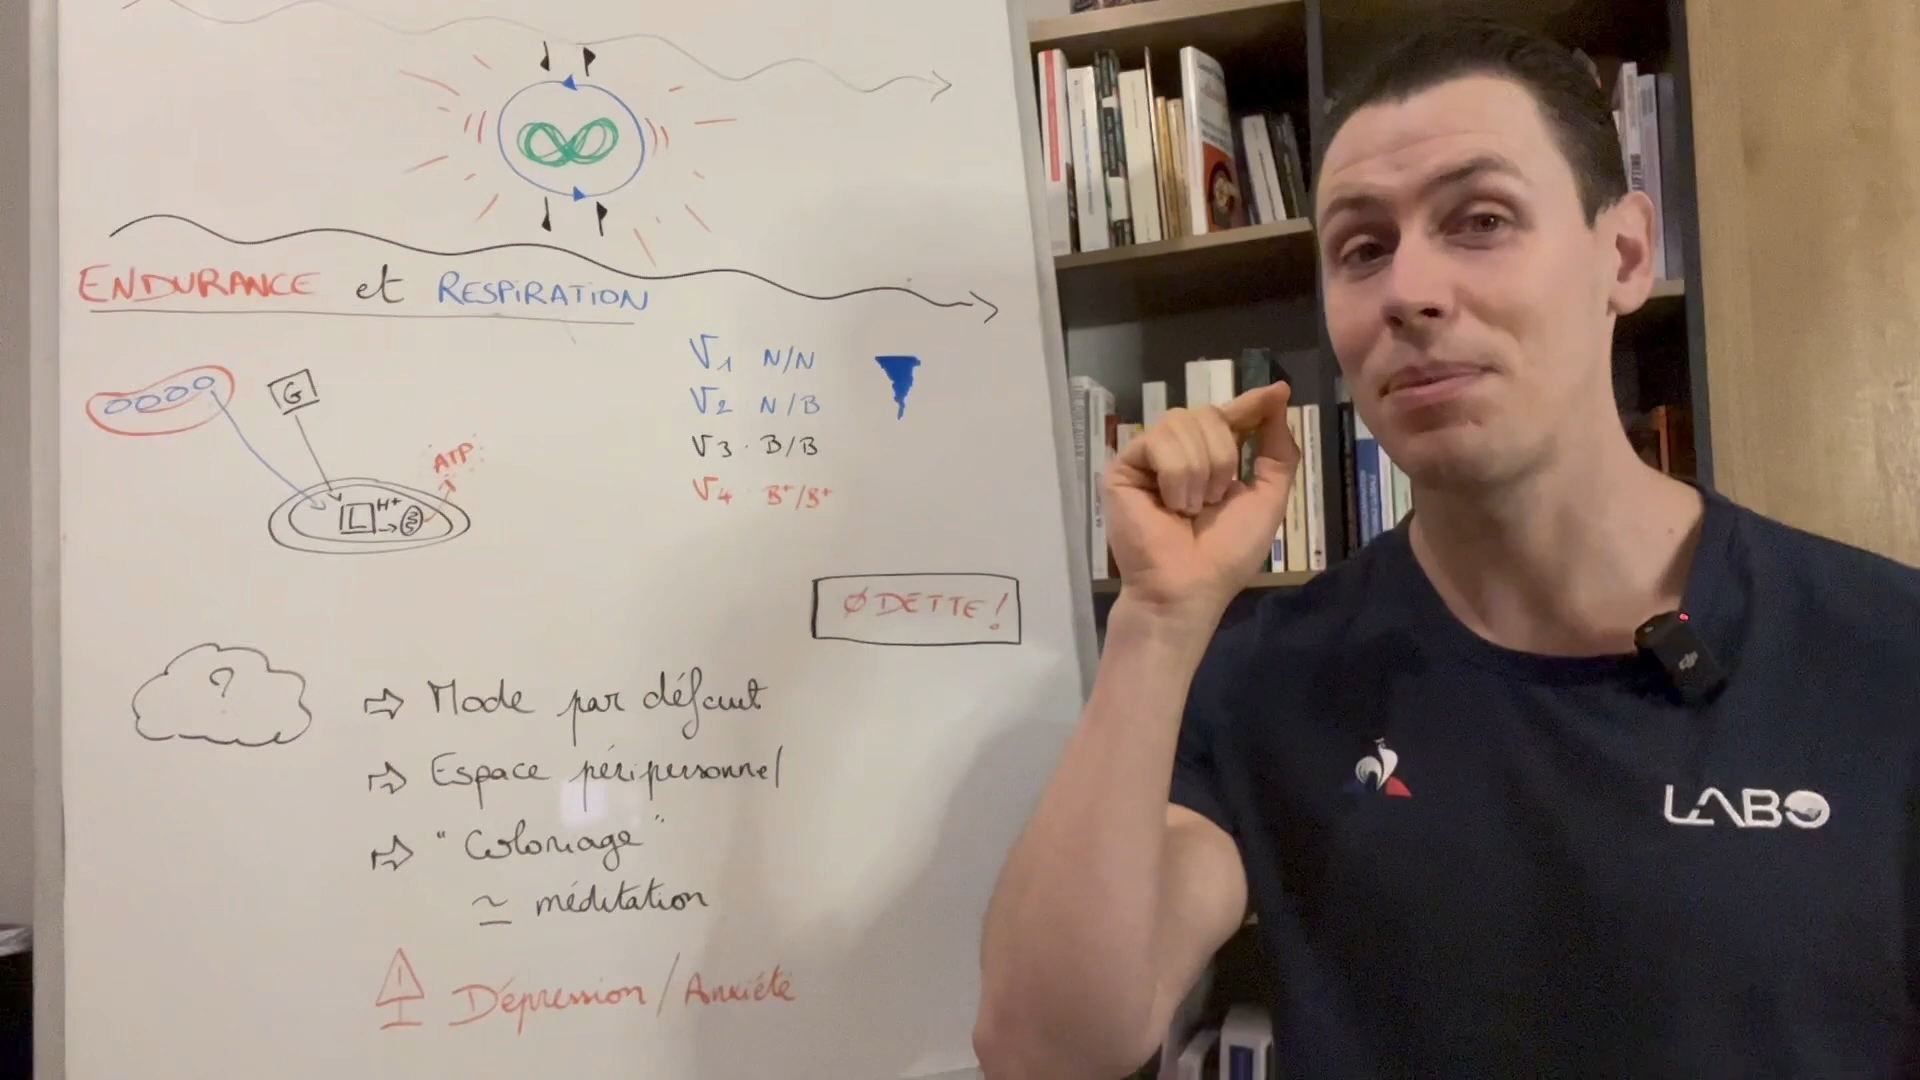 ENDURANCE et RESPIRATION
G
ATP
L H+
V1 N/N
V2 N/B
V3 · B/B
V4 B+/B+
Ø DETTE!
?
⇨ Mode par défaut
⇨ Espace péripersonnel
⇨ "Coloriage"
≃ méditation
! Dépression/Anxiété
LABO
dji